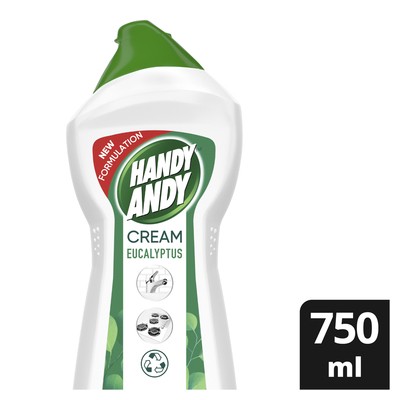 NEW
FORMULATION
HANDY
ANDY
CREAM
EUCALYPTUS
750
ml